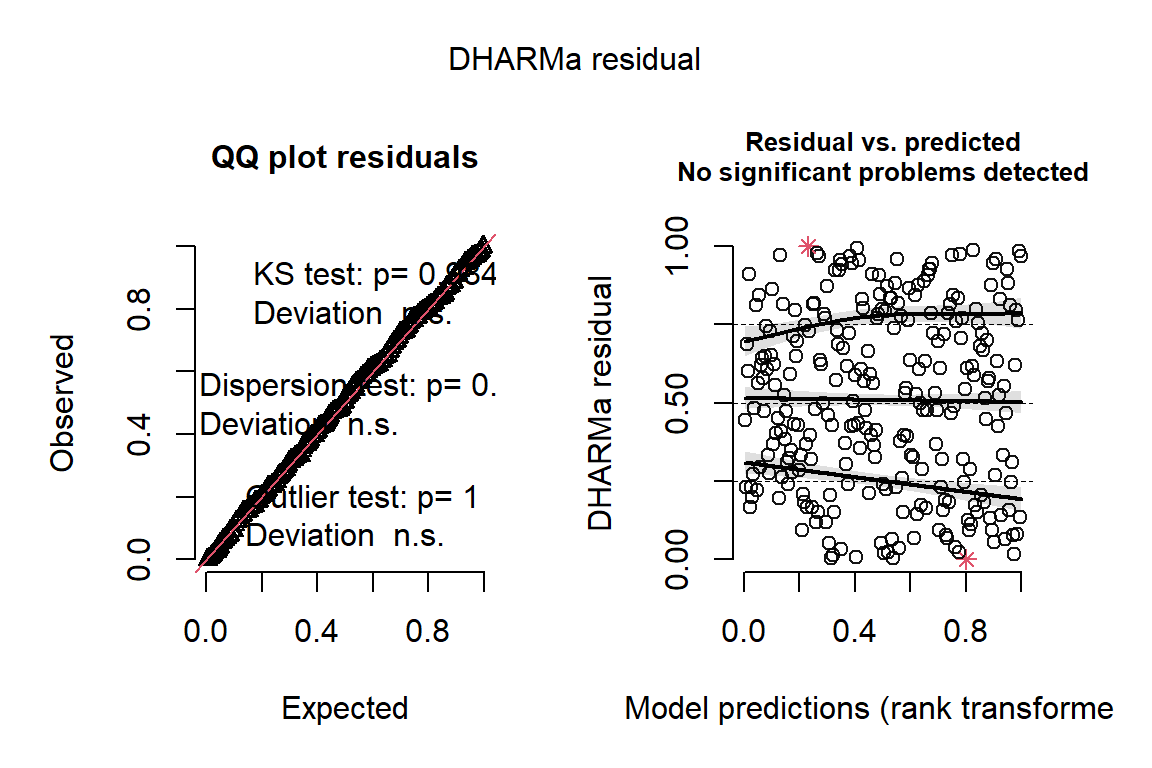 DHARMa residual
QQ plot residuals
KS test: p= 0.984
Deviation n.s.
Dispersion test: p= 0.
Deviation n.s.
Outlier test: p= 1
Deviation n.s.
Observed
0.0
0.4
0.8
0.0 0.4 0.8
Expected
Residual vs. predicted
No significant problems detected
DHARMa residual
0.00
0.50
1.00
0.0 0.4 0.8
Model predictions (rank transforme